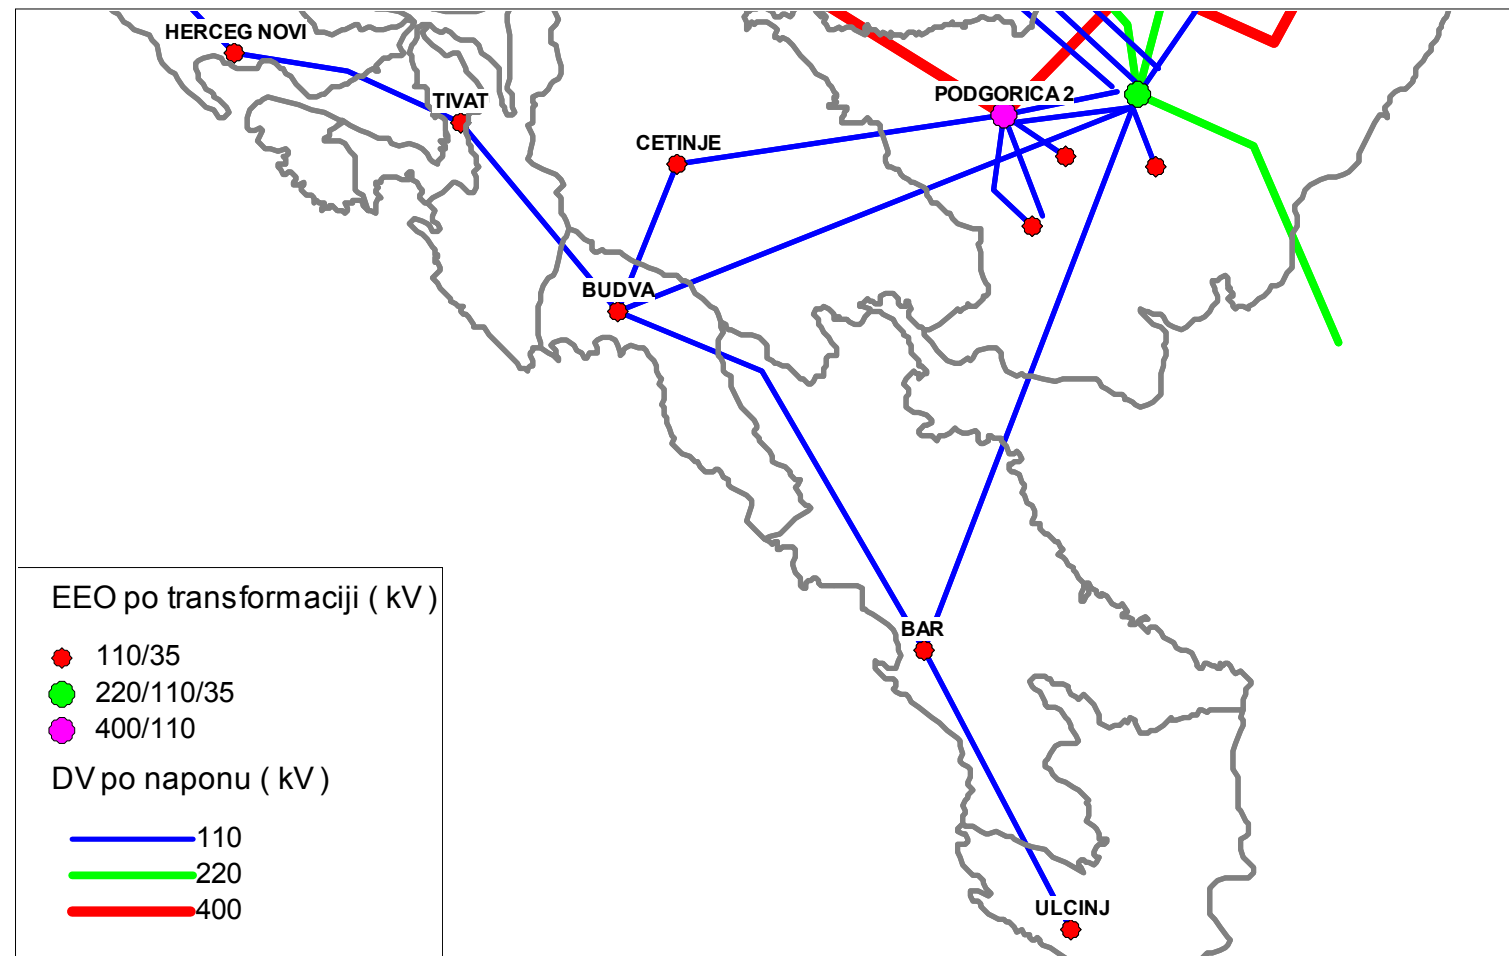 HERCEG NOVI
TIVAT
PODGORICA 2
CETINJE
BUDVA
BAR
ULCINJ
EEO po transformaciji ( kV )
110/35
220/110/35
400/110
DV po naponu ( kV )
110
220
400